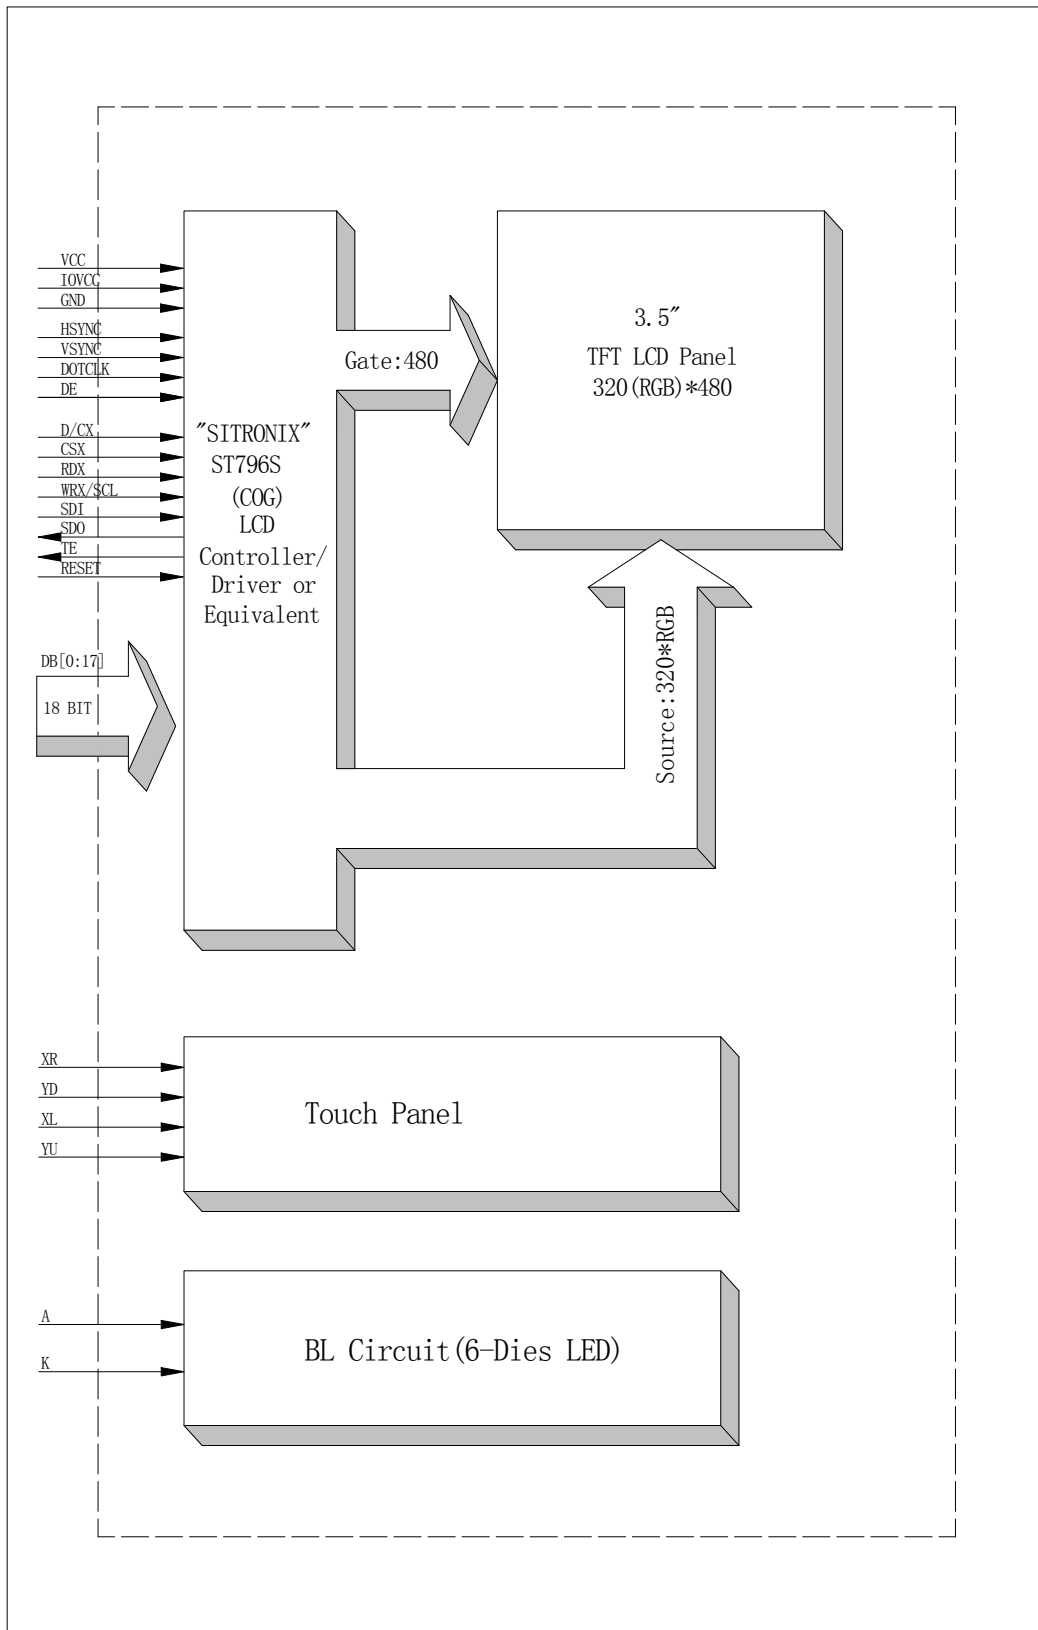 VCC
IOVCC
GND
HSYNC
VSYNC
DOTCLK
DE
D/CX
CSX
RDX
WRX/SCL
SDI
SDO
TE
RESET
DB[0:17]
18 BIT
"SITRONIX"
ST796S
(COG)
LCD
Controller/
Driver or
Equivalent
Gate:480
3.5"
TFT LCD Panel
320(RGB)*480
Source:320*RGB
XR
YD
XL
YU
Touch Panel
A
K
BL Circuit(6-Dies LED)